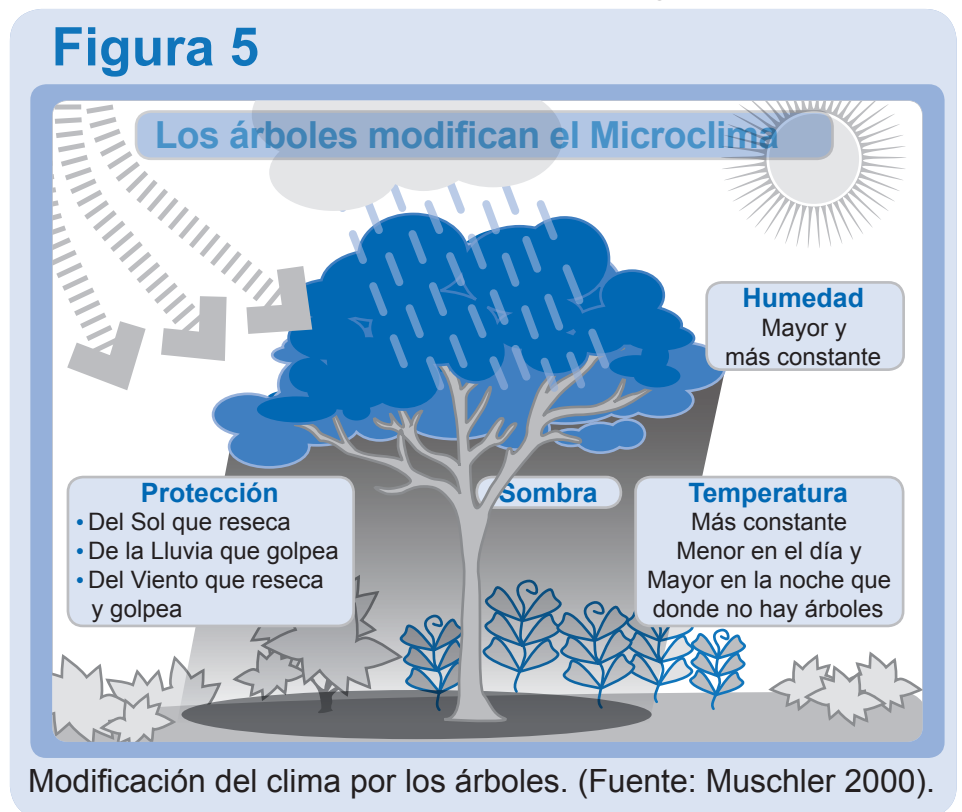 Figura 5
Los árboles modifican el Microclima
Humedad
Mayor y
más constante
Protección
• Del Sol que reseca
• De la Lluvia que golpea
• Del Viento que reseca
y golpea
Sombra
Temperatura
Más constante
Menor en el día y
Mayor en la noche que
donde no hay árboles
Modificación del clima por los árboles. (Fuente: Muschler 2000).